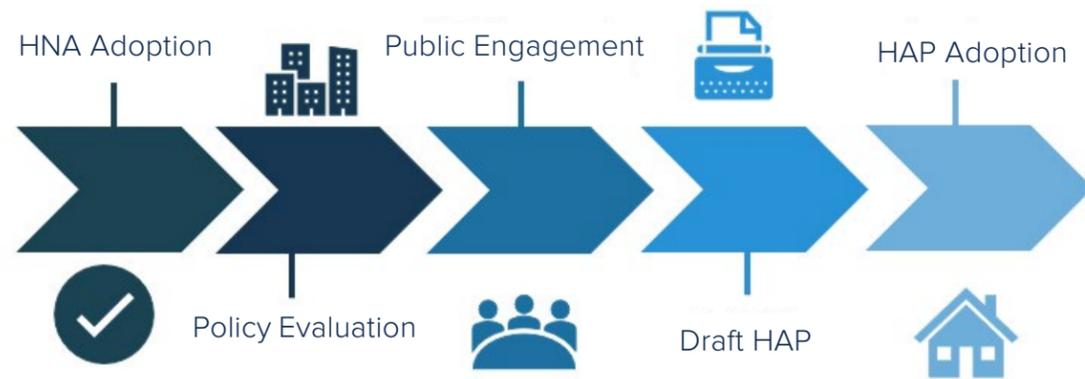 HNA Adoption
Policy Evaluation
Public Engagement
Draft HAP
HAP Adoption